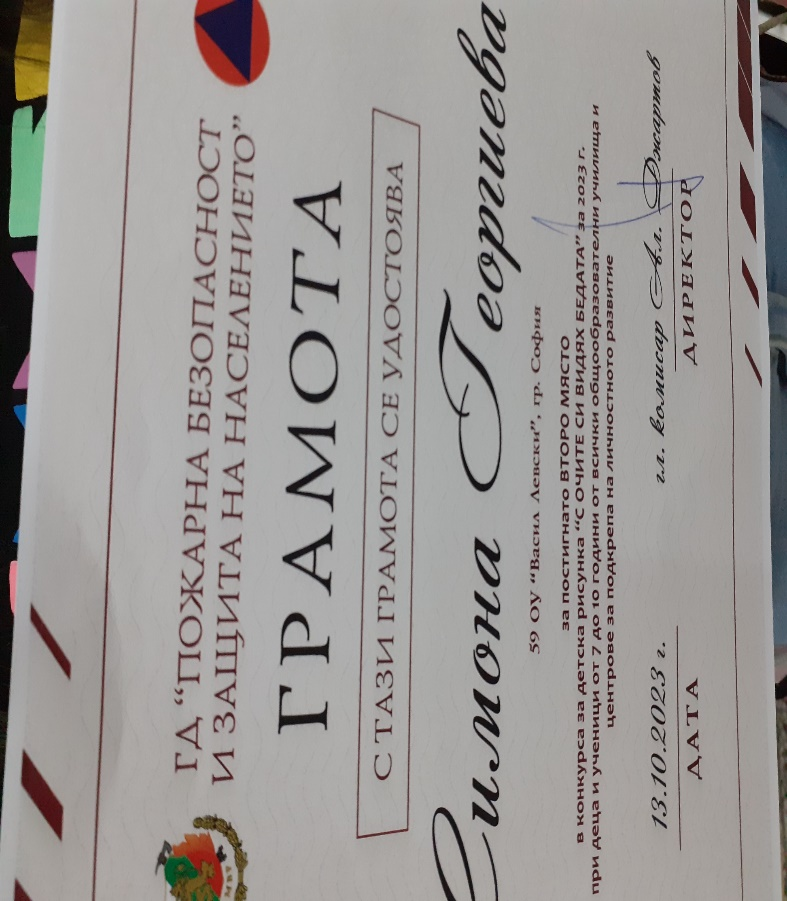 ГД “ПОЖАРНА БЕЗОПАСНОСТ
И ЗАЩИТА НА НАСЕЛЕНИЕТО”
ГРАМОТА
С ТАЗИ ГРАМОТА СЕ УДОСТОЯВА
Симона Георгиева
59 ОУ “Васил Левски”, гр. София
за постигнато ВТОРО МЯСТО
в конкурса за детска рисунка “С ОЧИТЕ СИ ВИДЯХ БЕДАТА” за 2023 г.
при деца и ученици от 7 до 10 години от всички общообразователни училища и
центрове за подкрепа на личностното развитие
13.10.2023 г. гл. комисар Ал. Джартов
ДАТА ДИРЕКТОР